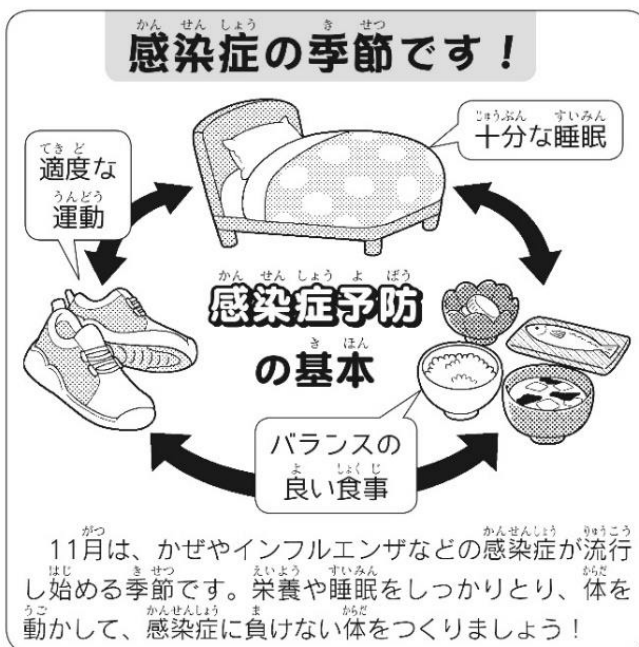 感染症の季節です！
適度な
運動
十分な睡眠
感染症予防
の基本
バランスの
良い食事
11月は、かぜやインフルエンザなどの感染症が流行
し始める季節です。栄養や睡眠をしっかりとり、体を
動かして、感染症に負けない体をつくりましょう！